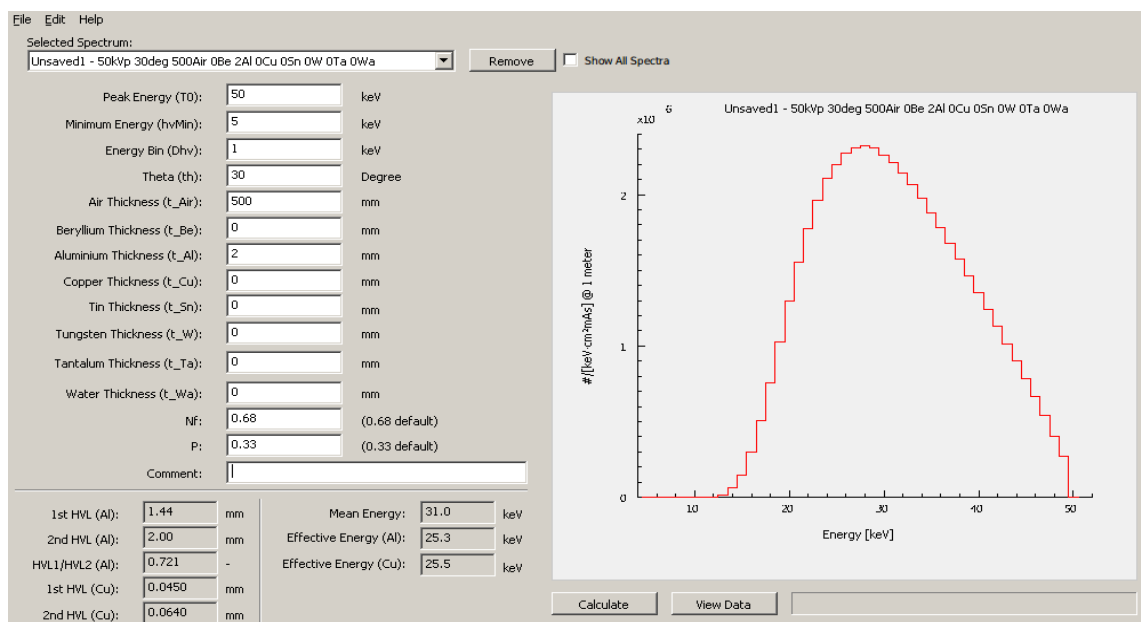 File Edit Help
Selected Spectrum:
Unsaved1 - 50kVp 30deg 500Air 0Be 2Al 0Cu 0Sn 0W 0Ta 0Wa
Remove
Show All Spectra
Peak Energy (T0): 50 keV
Minimum Energy (hvMin): 5 keV
Energy Bin (Dhv): 1 keV
Theta (th): 30 Degree
Air Thickness (t_Air): 500 mm
Beryllium Thickness (t_Be): 0 mm
Aluminium Thickness (t_Al): 2 mm
Copper Thickness (t_Cu): 0 mm
Tin Thickness (t_Sn): 0 mm
Tungsten Thickness (t_W): 0 mm
Tantalum Thickness (t_Ta): 0 mm
Water Thickness (t_Wa): 0 mm
Nf: 0.68 (0.68 default)
P: 0.33 (0.33 default)
Comment:
1st HVL (Al): 1.44 mm
2nd HVL (Al): 2.00 mm
HVL1/HVL2 (Al): 0.721 -
1st HVL (Cu): 0.0450 mm
2nd HVL (Cu): 0.0640 mm
Mean Energy: 31.0 keV
Effective Energy (Al): 25.3 keV
Effective Energy (Cu): 25.5 keV
x10 6
Unsaved1 - 50kVp 30deg 500Air 0Be 2Al 0Cu 0Sn 0W 0Ta 0Wa
#/[keV·cm²mAs] @ 1 meter
2
1
0
10 20 30 40 50
Energy [keV]
Calculate
View Data